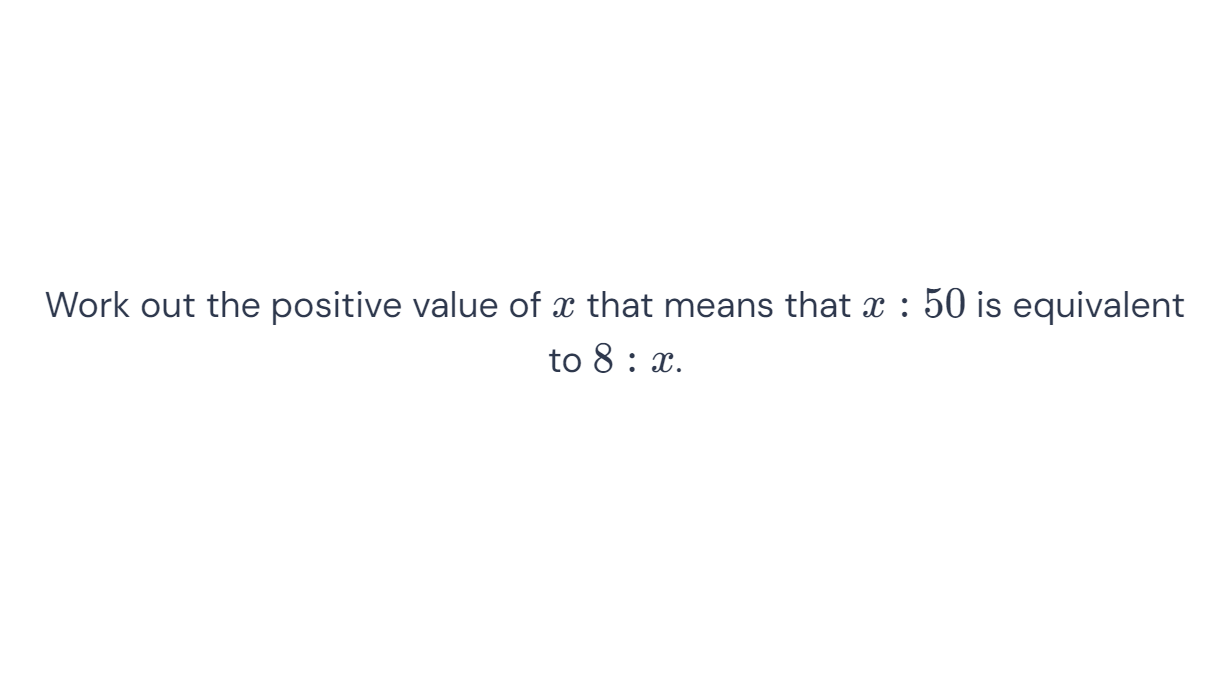 Work out the positive value of x that means that x : 50 is equivalent
to 8 : x.